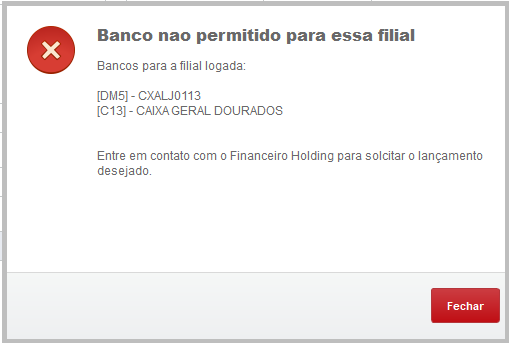 Banco nao permitido para essa filial
Bancos para a filial logada:
[DM5] - CXALJ0113
[C13] - CAIXA GERAL DOURADOS
Entre em contato com o Financeiro Holding para solcitar o lançamento
desejado.
Fechar